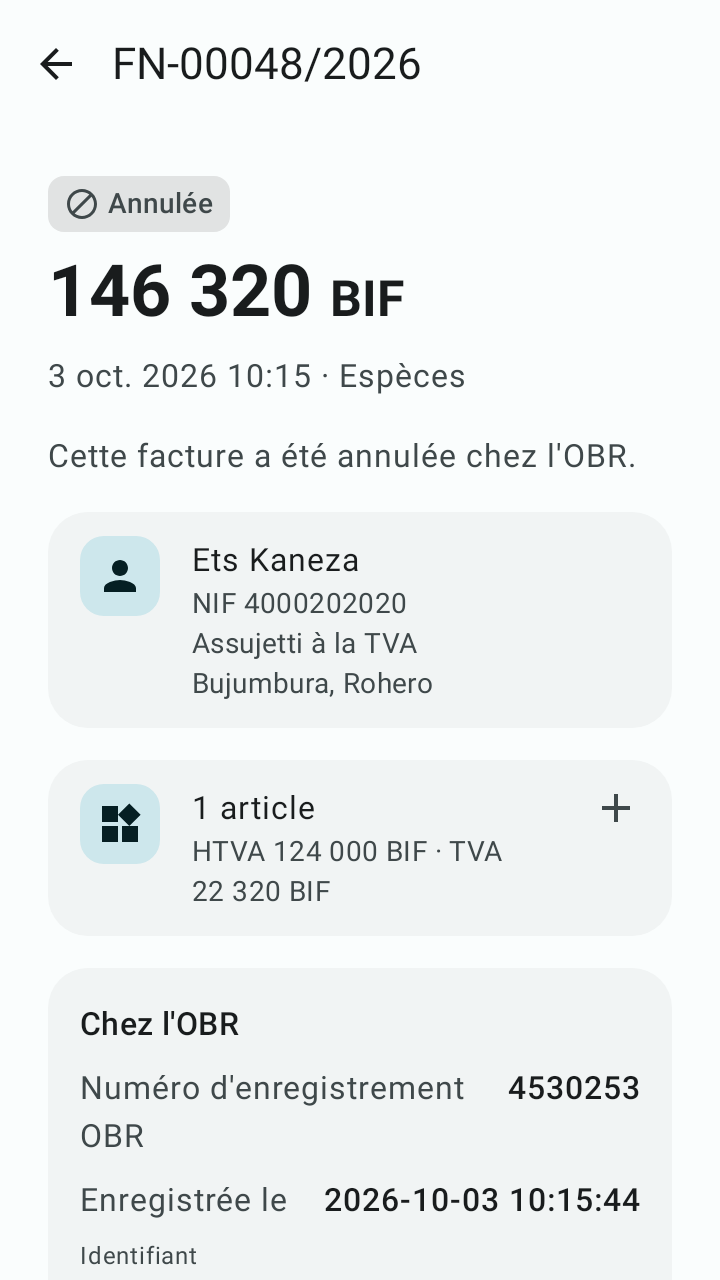 FN-00048/2026
Annulée
146 320 BIF
3 oct. 2026 10:15 · Espèces
Cette facture a été annulée chez l'OBR.
Ets Kaneza
NIF 4000202020
Assujetti à la TVA
Bujumbura, Rohero
1 article
HTVA 124 000 BIF · TVA
22 320 BIF
Chez l'OBR
Numéro d'enregistrement 4530253
OBR
Enregistrée le 2026-10-03 10:15:44
Identifiant